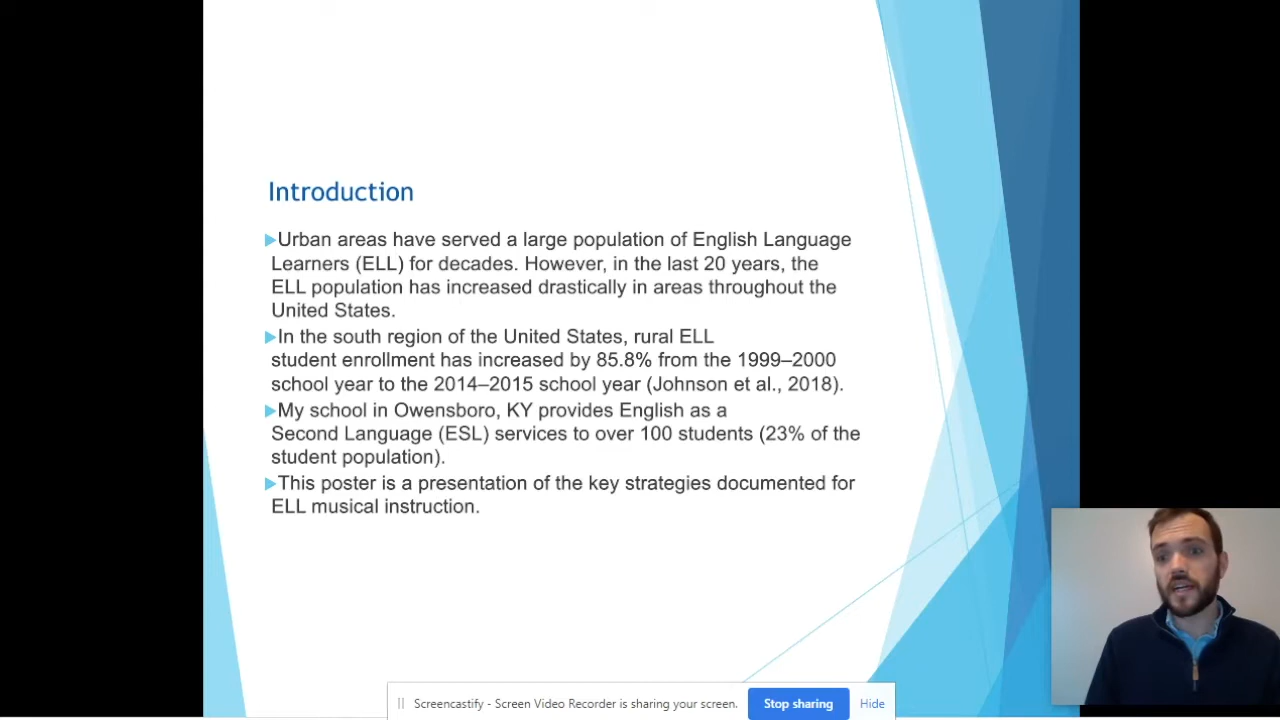 Introduction
Urban areas have served a large population of English Language
Learners (ELL) for decades. However, in the last 20 years, the
ELL population has increased drastically in areas throughout the
United States.
In the south region of the United States, rural ELL
student enrollment has increased by 85.8% from the 1999–2000
school year to the 2014–2015 school year (Johnson et al., 2018).
My school in Owensboro, KY provides English as a
Second Language (ESL) services to over 100 students (23% of the
student population).
This poster is a presentation of the key strategies documented for
ELL musical instruction.
Screencastify - Screen Video Recorder is sharing your screen. Stop sharing Hide